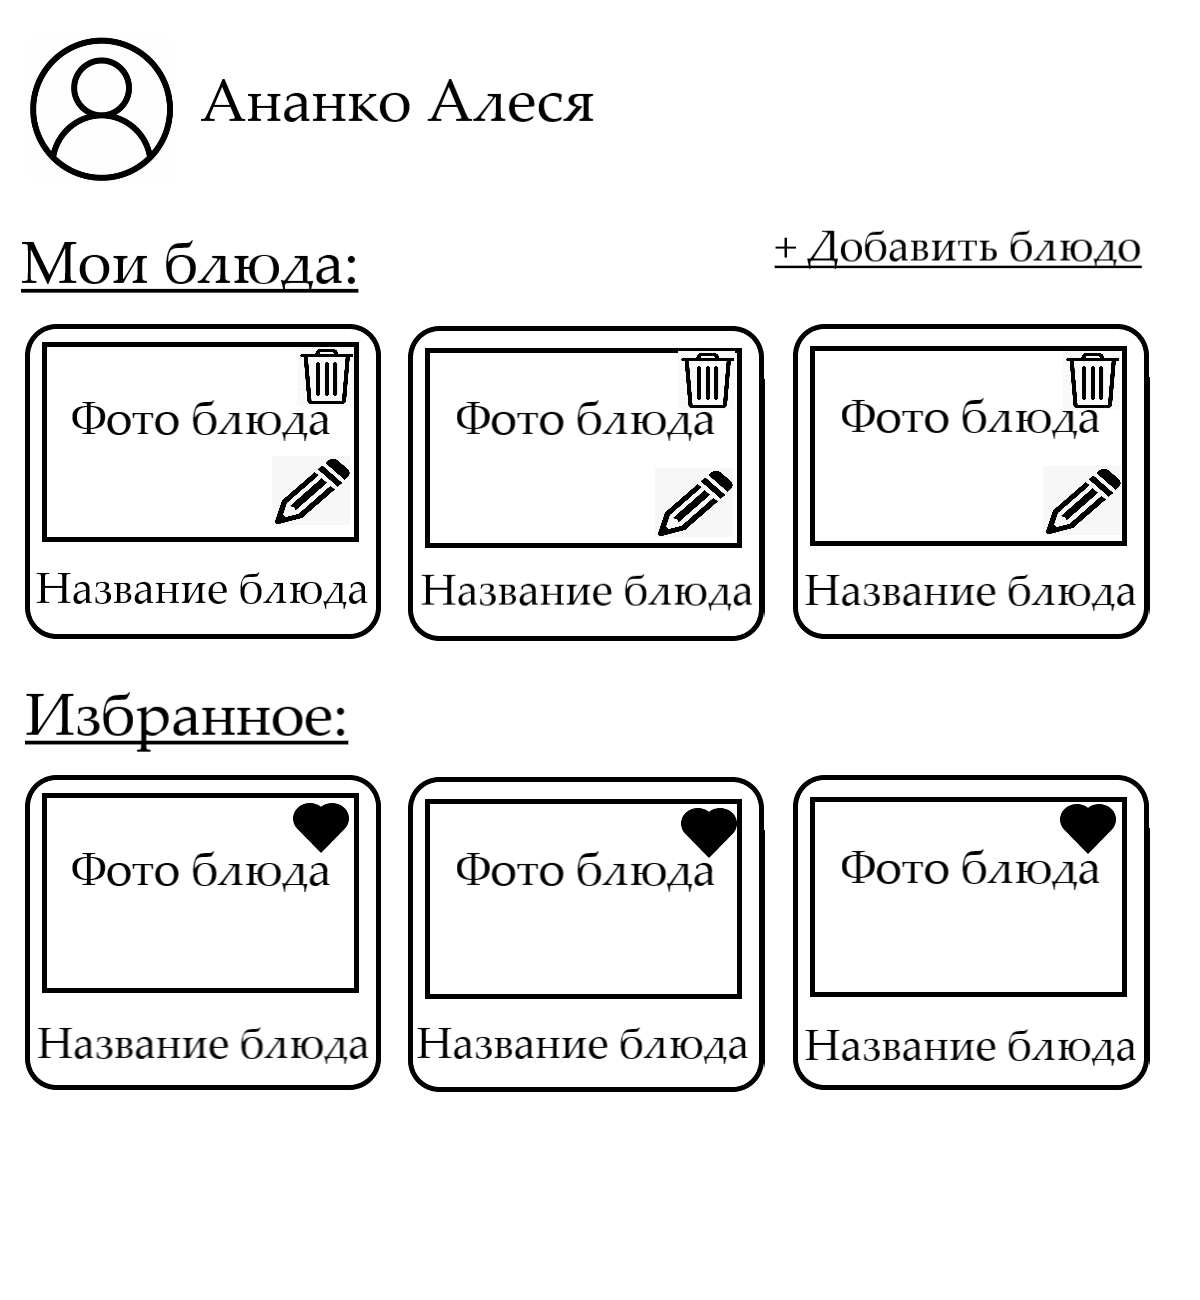 Ананко Алеся
Мои блюда:
+ Добавить блюдо
Фото блюда
Фото блюда
Фото блюда
Название блюда
Название блюда
Название блюда
Избранное:
Фото блюда
Фото блюда
Фото блюда
Название блюда
Название блюда
Название блюда